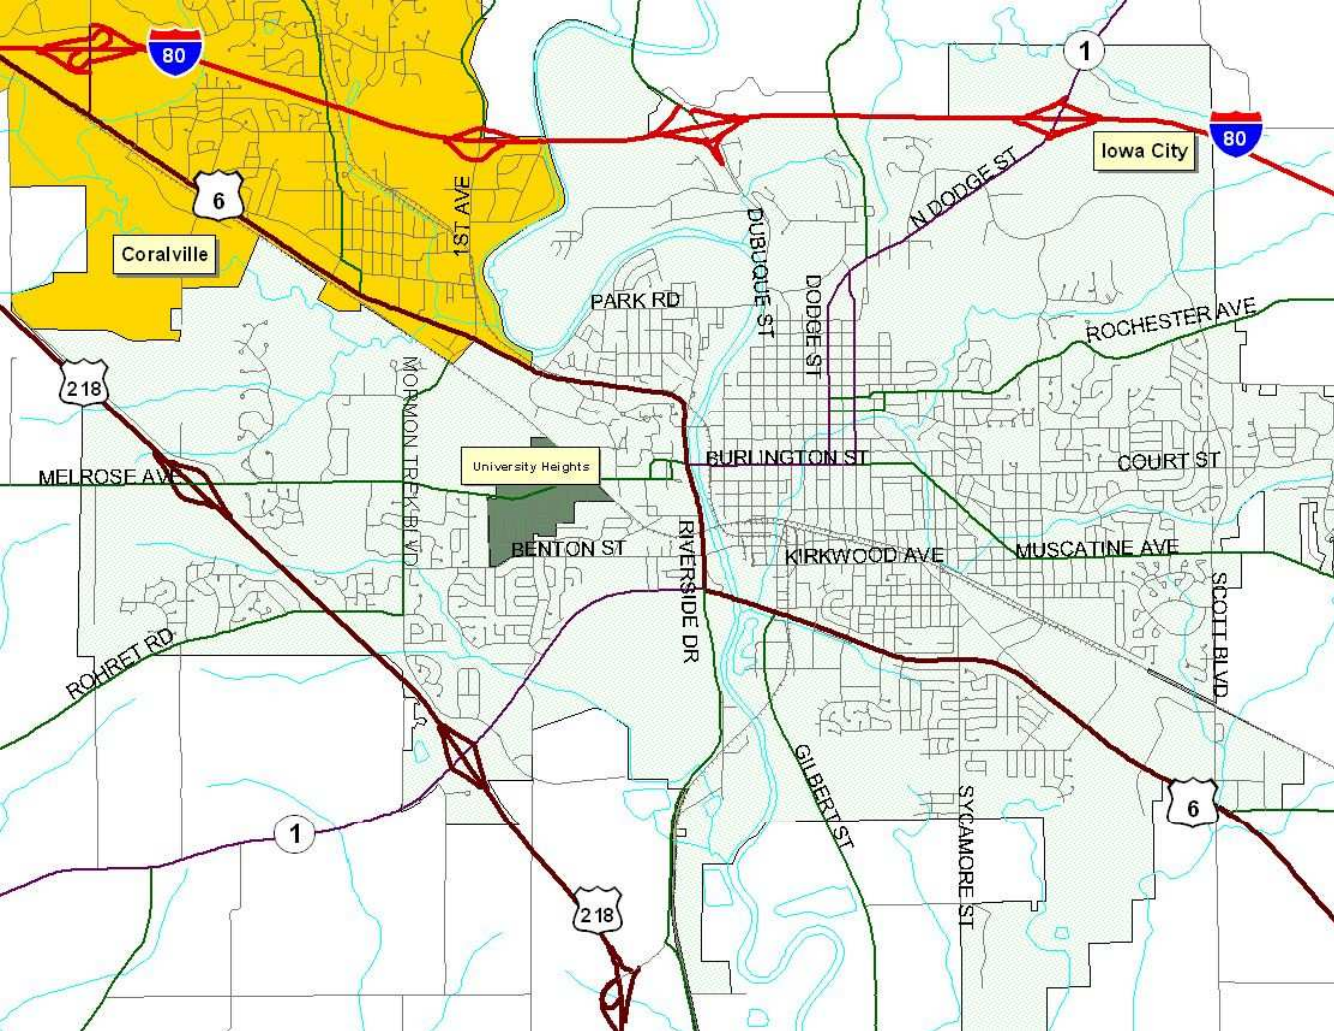 80
1
Iowa City
80
6
1ST AVE
N DODGE ST
Coralville
DUBUQUE ST
PARK RD
DODGE ST
ROCHESTER AVE
218
MORMON TREK BLVD
MELROSE AVE
University Heights
BURLINGTON ST
COURT ST
BENTON ST
RIVERSIDE DR
KIRKWOOD AVE
MUSCATINE AVE
SCOTT BLVD
ROHRET RD
GILBERT ST
SYCAMORE ST
6
1
218